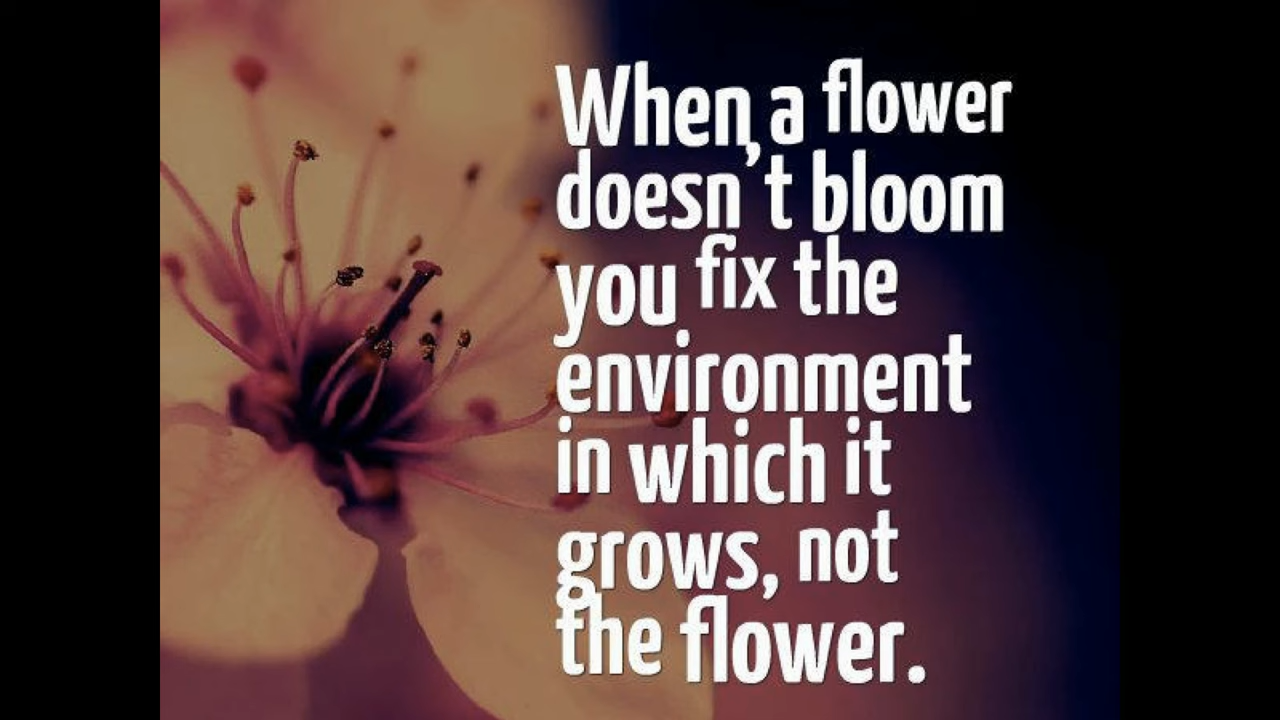 When a flower
doesn't bloom
you fix the
environment
in which it
grows, not
the flower.